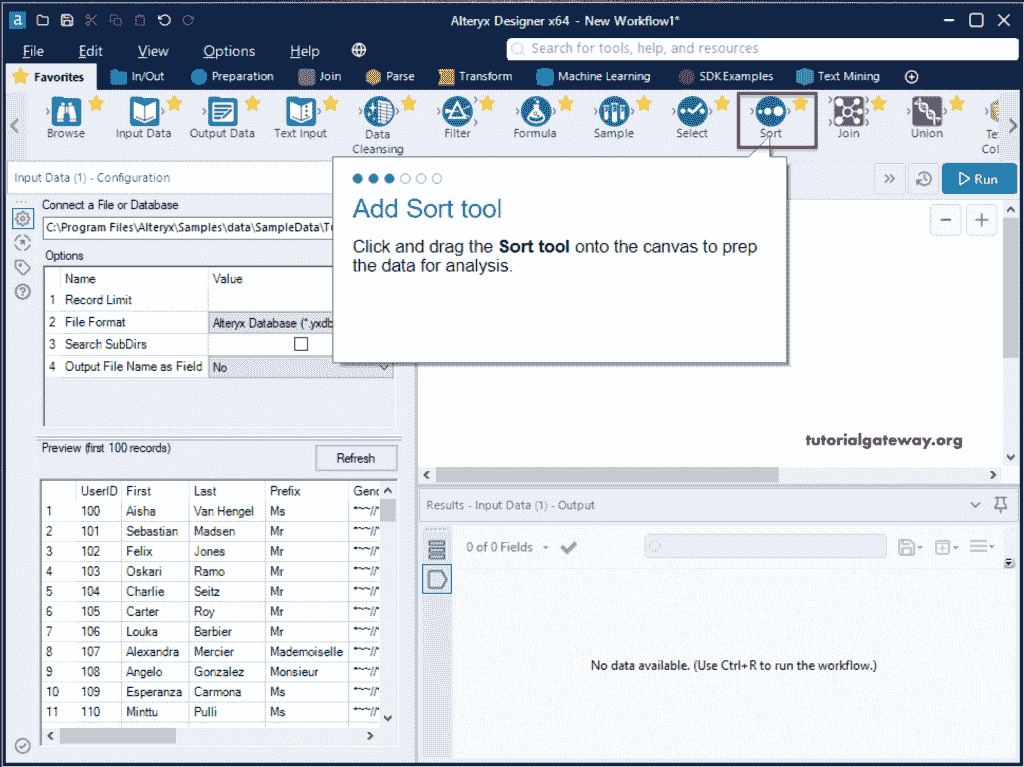 Alteryx Designer x64 - New Workflow1*
File Edit View Options Help
Search for tools, help, and resources
Favorites In/Out Preparation Join Parse Transform Machine Learning SDK Examples Text Mining
Browse Input Data Output Data Text Input Data Cleansing Filter Formula Sample Select Sort Join Union
Input Data (1) - Configuration
Run
Connect a File or Database
C:\Program Files\Alteryx\Samples\data\SampleData\Tu
Options
Name Value
1 Record Limit
2 File Format Alteryx Database (*.yxdb
3 Search SubDirs
4 Output File Name as Field No
Add Sort tool
Click and drag the Sort tool onto the canvas to prep
the data for analysis.
tutorialgateway.org
Preview (first 100 records)
Refresh
UserID First Last Prefix Genc
1 100 Aisha Van Hengel Ms
2 101 Sebastian Madsen Mr
3 102 Felix Jones Mr
4 103 Oskari Ramo Mr
5 104 Charlie Seitz Mr
6 105 Carter Roy Mr
7 106 Louka Barbier Mr
8 107 Alexandra Mercier Mademoiselle
9 108 Angelo Gonzalez Monsieur
10 109 Esperanza Carmona Ms
11 110 Minttu Pulli Ms
Results - Input Data (1) - Output
0 of 0 Fields
No data available. (Use Ctrl+R to run the workflow.)